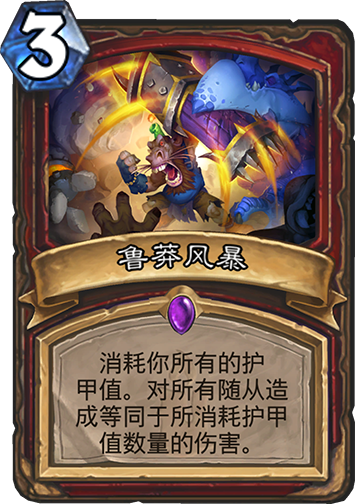 3
鲁莽风暴
消耗你所有的护
甲值。对所有随从造
成等同于所消耗护甲
值数量的伤害。